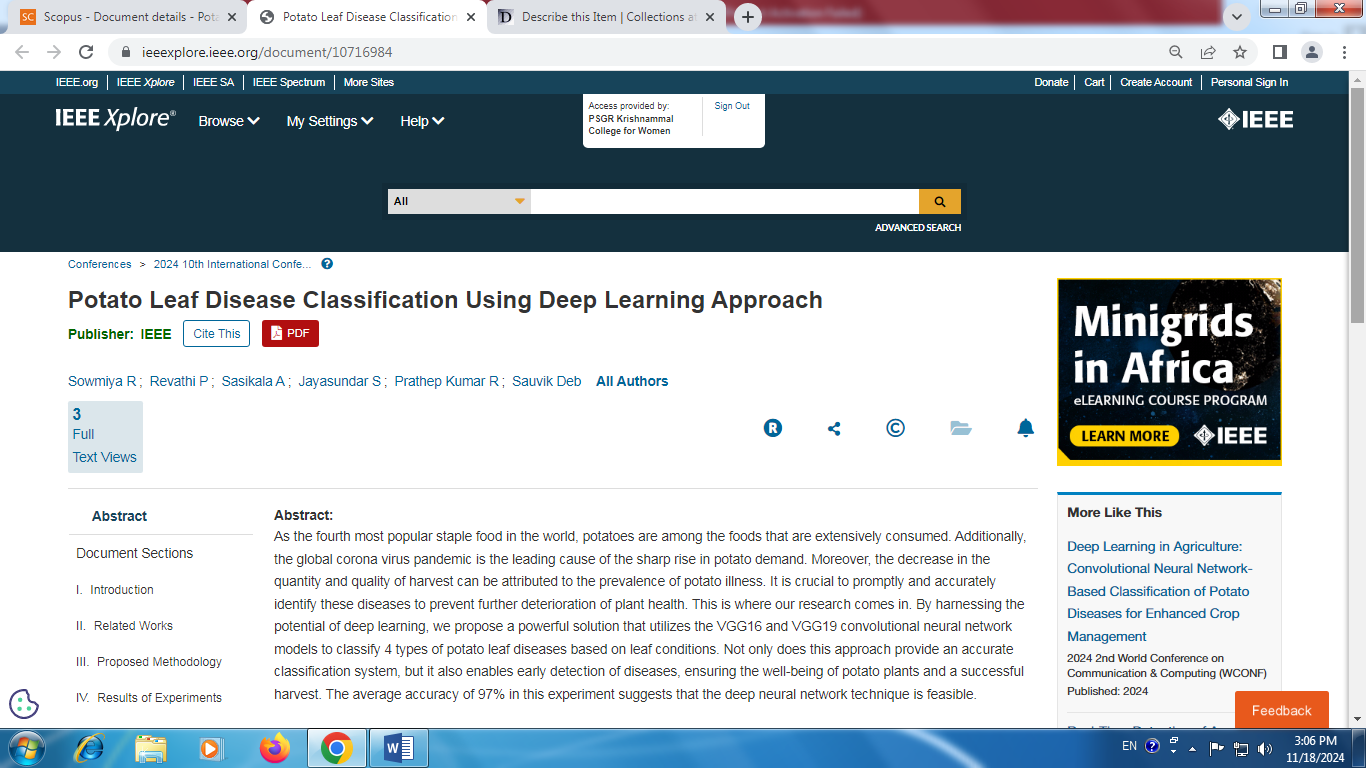 Scopus - Document details - Pota
Potato Leaf Disease Classification
Describe this Item | Collections a
ieeexplore.ieee.org/document/10716984
IEEE.org
IEEE Xplore
IEEE SA
IEEE Spectrum
More Sites
Donate
Cart
Create Account
Personal Sign In
IEEE Xplore®
Browse
My Settings
Help
Access provided by:
PSGR Krishnammal
College for Women
Sign Out
IEEE
All
ADVANCED SEARCH
Conferences > 2024 10th International Confe...
Potato Leaf Disease Classification Using Deep Learning Approach
Publisher: IEEE
Cite This
PDF
Sowmiya R ; Revathi P ; Sasikala A ; Jayasundar S ; Prathep Kumar R ; Sauvik Deb All Authors
3
Full
Text Views
Abstract
Document Sections
I. Introduction
II. Related Works
III. Proposed Methodology
IV. Results of Experiments
Abstract:
As the fourth most popular staple food in the world, potatoes are among the foods that are extensively consumed. Additionally,
the global corona virus pandemic is the leading cause of the sharp rise in potato demand. Moreover, the decrease in the
quantity and quality of harvest can be attributed to the prevalence of potato illness. It is crucial to promptly and accurately
identify these diseases to prevent further deterioration of plant health. This is where our research comes in. By harnessing the
potential of deep learning, we propose a powerful solution that utilizes the VGG16 and VGG19 convolutional neural network
models to classify 4 types of potato leaf diseases based on leaf conditions. Not only does this approach provide an accurate
classification system, but it also enables early detection of diseases, ensuring the well-being of potato plants and a successful
harvest. The average accuracy of 97% in this experiment suggests that the deep neural network technique is feasible.
Minigrids
in Africa
eLEARNING COURSE PROGRAM
LEARN MORE
IEEE
More Like This
Deep Learning in Agriculture:
Convolutional Neural Network-
Based Classification of Potato
Diseases for Enhanced Crop
Management
2024 2nd World Conference on
Communication & Computing (WCONF)
Published: 2024
Feedback
EN
3:06 PM
11/18/2024